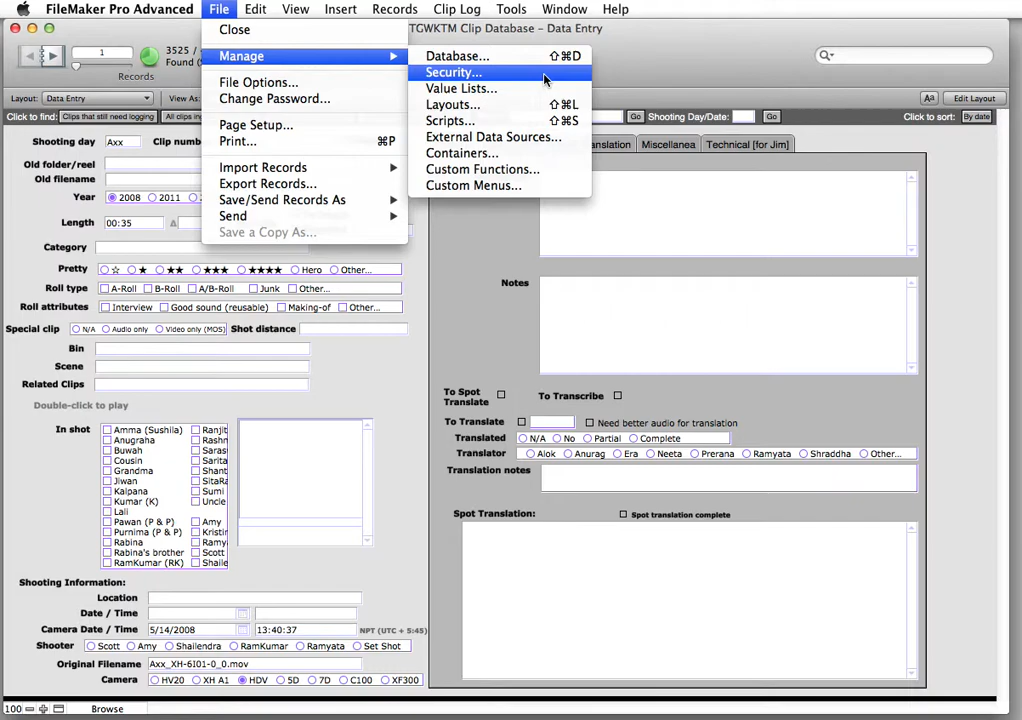 FileMaker Pro Advanced File Edit View Insert Records Clip Log Tools Window Help
TGWKTM Clip Database - Data Entry
1
3525 /
Found (S
Records
Layout: Data Entry View As:
Aa Edit Layout
Click to find: Clips that still need logging All clips in
Go Shooting Day/Date: Go Click to sort: By date
Close
Manage
File Options...
Change Password...
Page Setup...
Print... ⌘P
Import Records
Export Records...
Save/Send Records As
Send
Save a Copy As...
Database... ⇧⌘D
Security...
Value Lists...
Layouts... ⇧⌘L
Scripts... ⇧⌘S
External Data Sources...
Containers...
Custom Functions...
Custom Menus...
Shooting day Axx Clip numb
Old folder/reel
Old filename
Year 2008 2011
Length 00:35 A
Category
Pretty ☆ ★ ★★ ★★★ ★★★★ Hero Other...
Roll type A-Roll B-Roll A/B-Roll Junk Other...
Roll attributes Interview Good sound (reusable) Making-of Other...
Special clip N/A Audio only Video only (MOS) Shot distance
Bin
Scene
Related Clips
Double-click to play
In shot
Amma (Sushila) Ranjit
Anugraha Rashn
Buwah Saras
Cousin Sarita
Grandma Shant
Jiwan SitaRa
Kalpana Sumi
Kumar (K) Uncle
Lali
Pawan (P & P) Amy
Purnima (P & P) Kristin
Rabina Ramy
Rabina's brother Scott
RamKumar (RK) Shaile
Shooting Information:
Location
Date / Time
Camera Date / Time 5/14/2008 13:40:37 NPT (UTC + 5:45)
Shooter Scott Amy Shailendra RamKumar Ramyata Set Shot
Original Filename Axx_XH-6I01-0_0.mov
Camera HV20 XH A1 HDV 5D 7D C100 XF300
anslation Miscellanea Technical [for Jim]
Notes
To Spot Translate To Transcribe
To Translate Need better audio for translation
Translated N/A No Partial Complete
Translator Alok Anurag Era Neeta Prerana Ramyata Shraddha Other...
Translation notes
Spot Translation: Spot translation complete
100 Browse